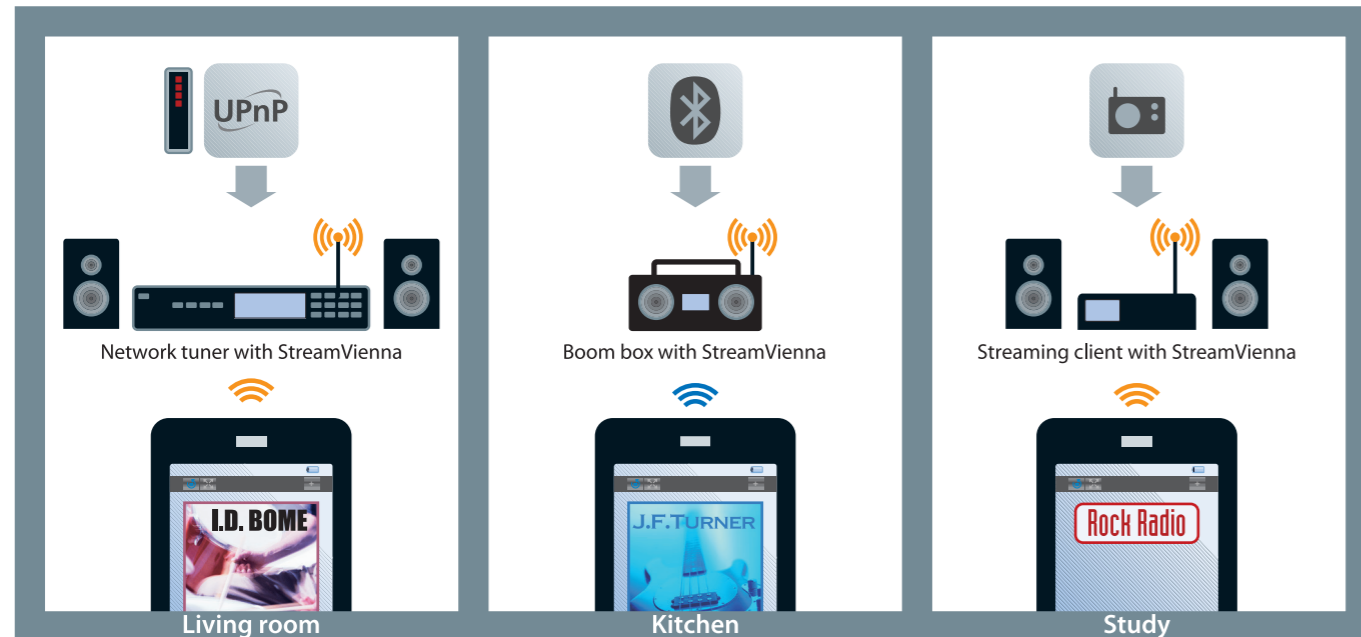 UPnP
Network tuner with StreamVienna
I.D. BOME
Living room
Boom box with StreamVienna
J.F.TURNER
Kitchen
Streaming client with StreamVienna
Rock Radio
Study